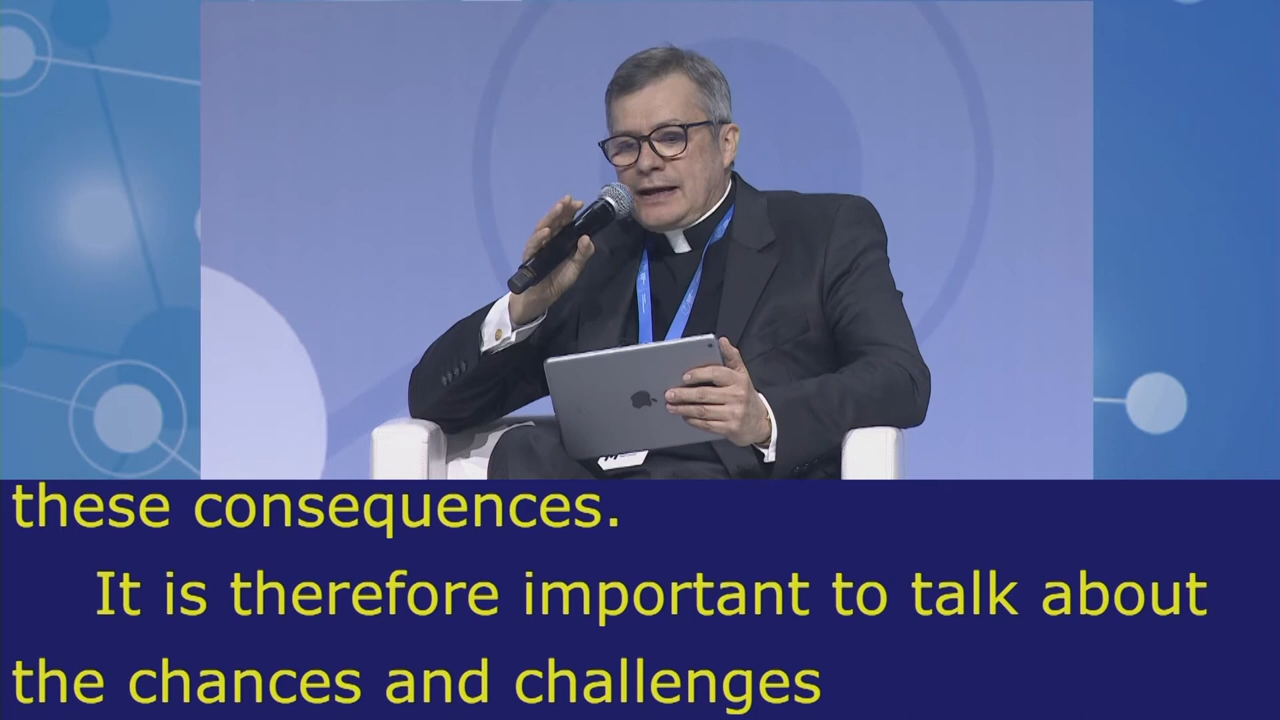 these consequences.
It is therefore important to talk about
the chances and challenges